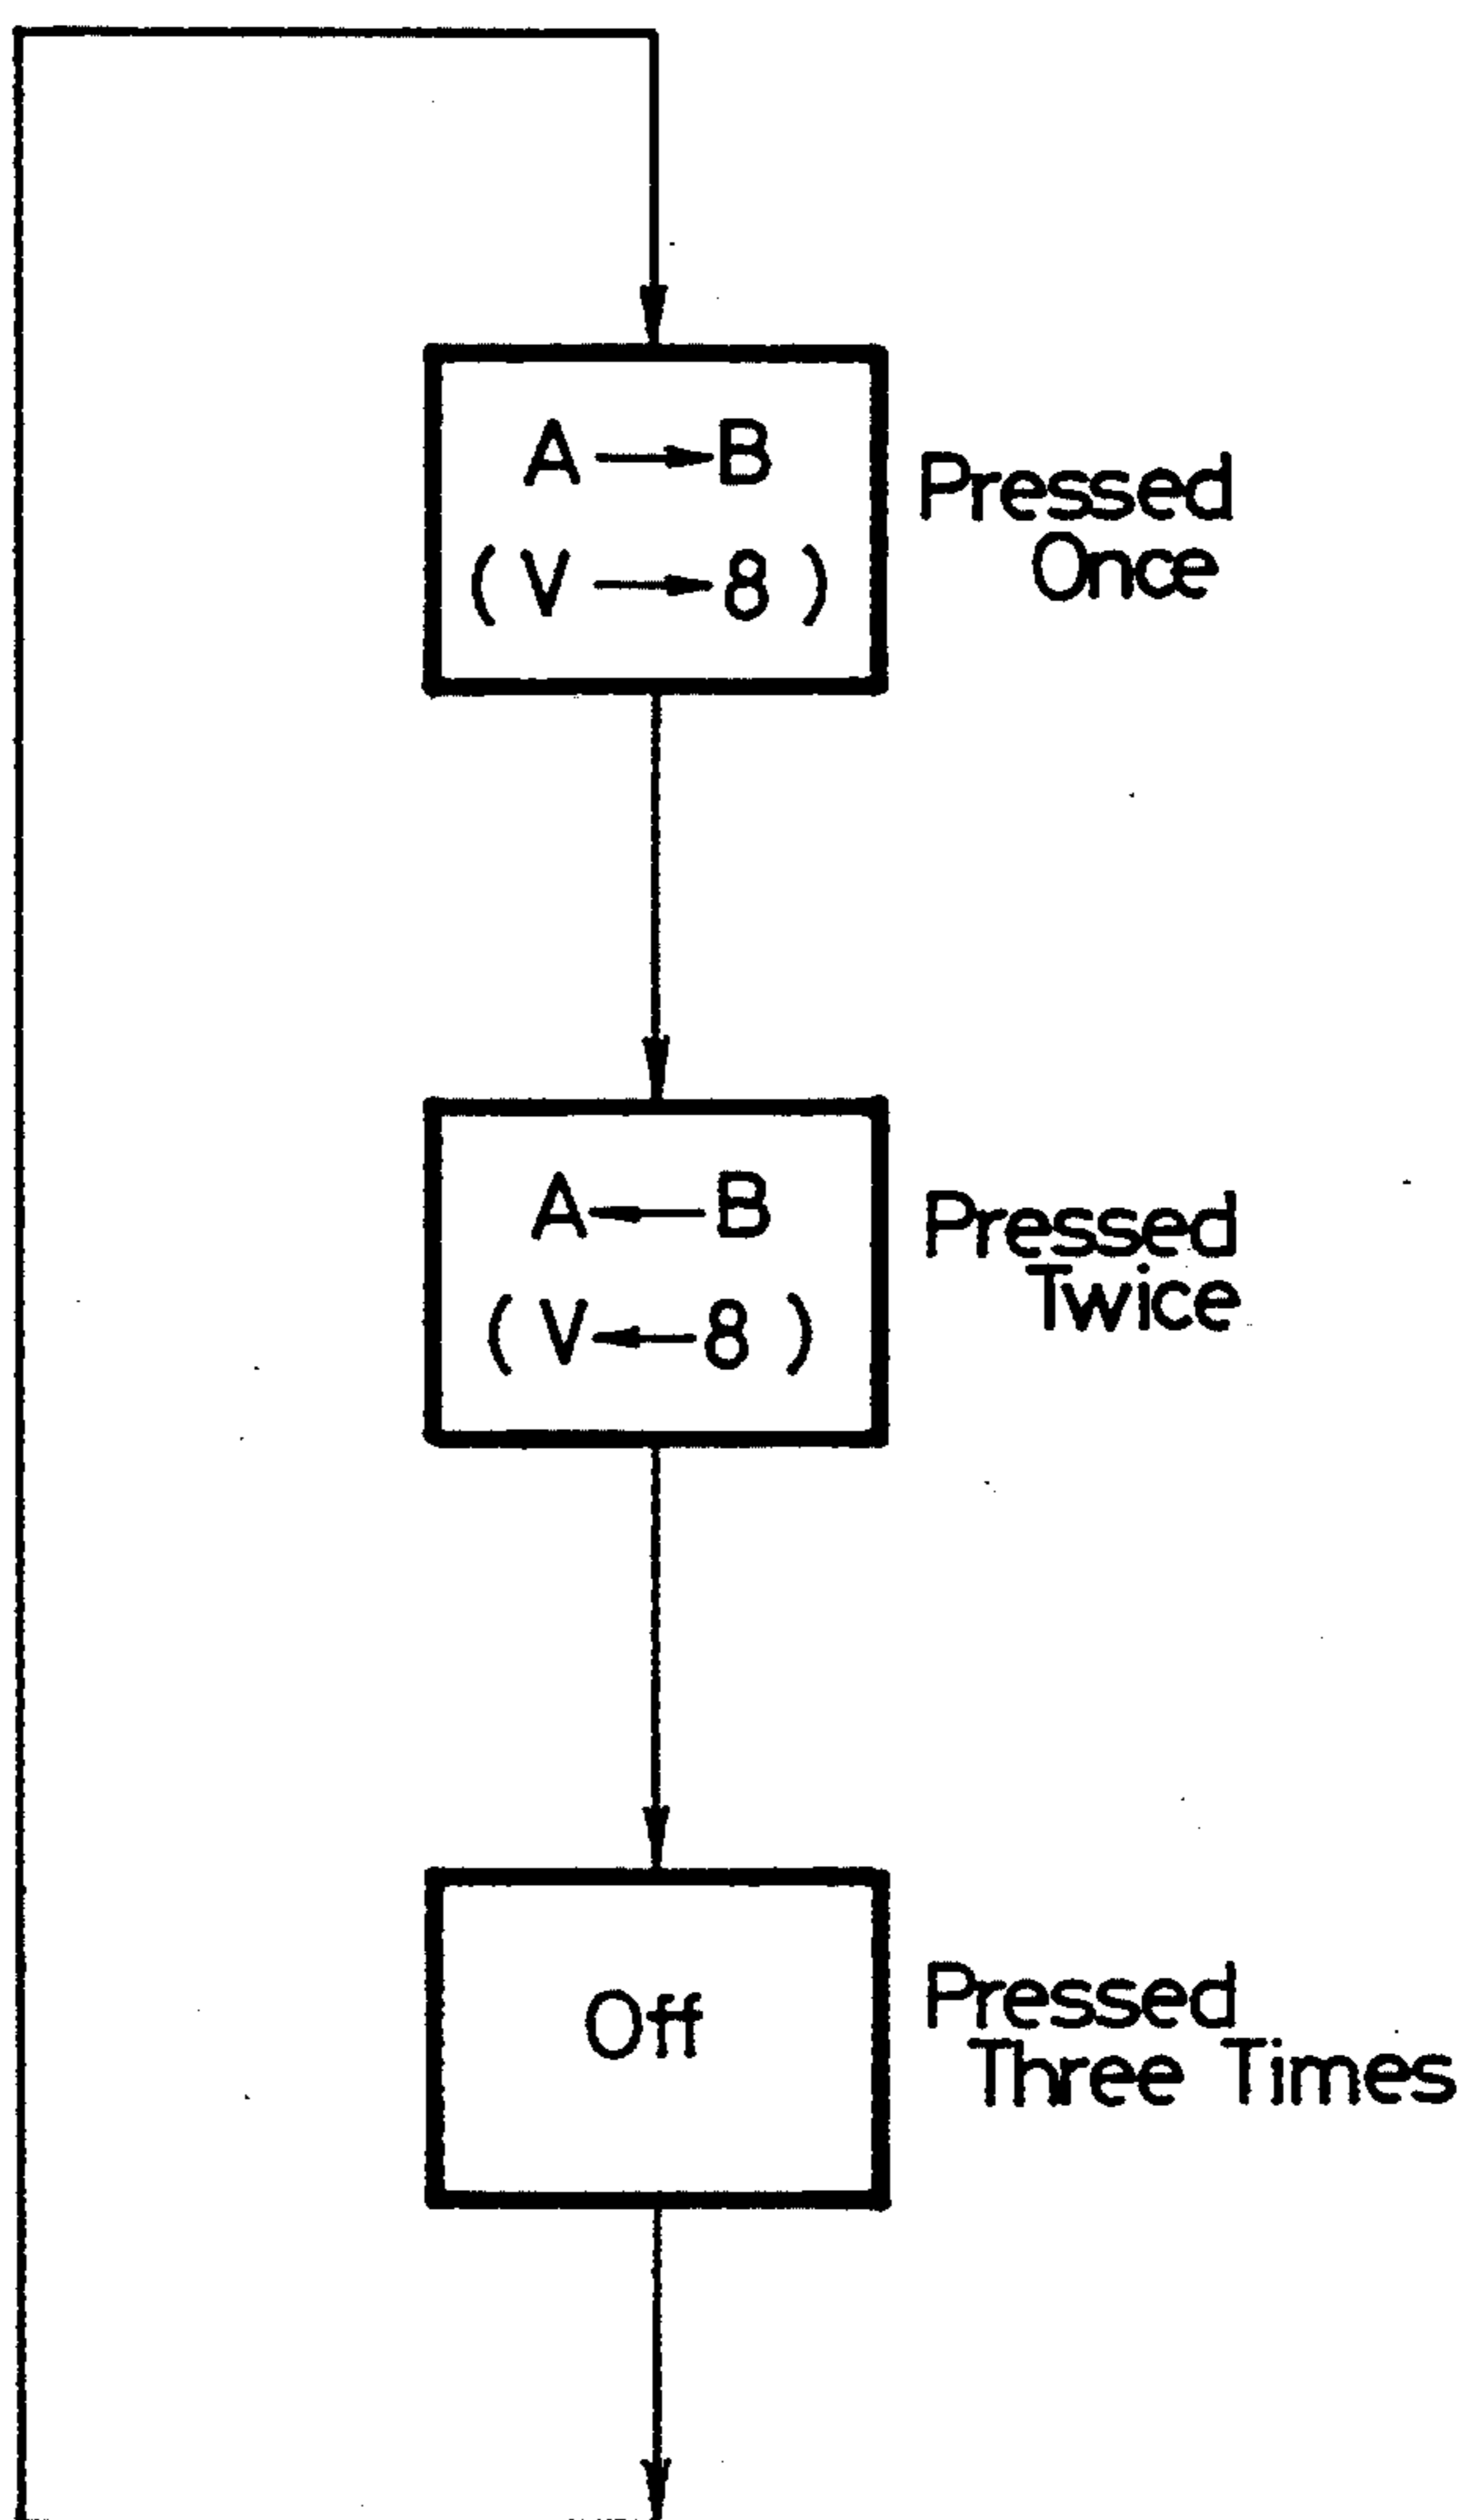 A→B
(V→8)
Pressed
Once
A←B
(V←8)
Pressed
Twice
Off
Pressed
Three Times